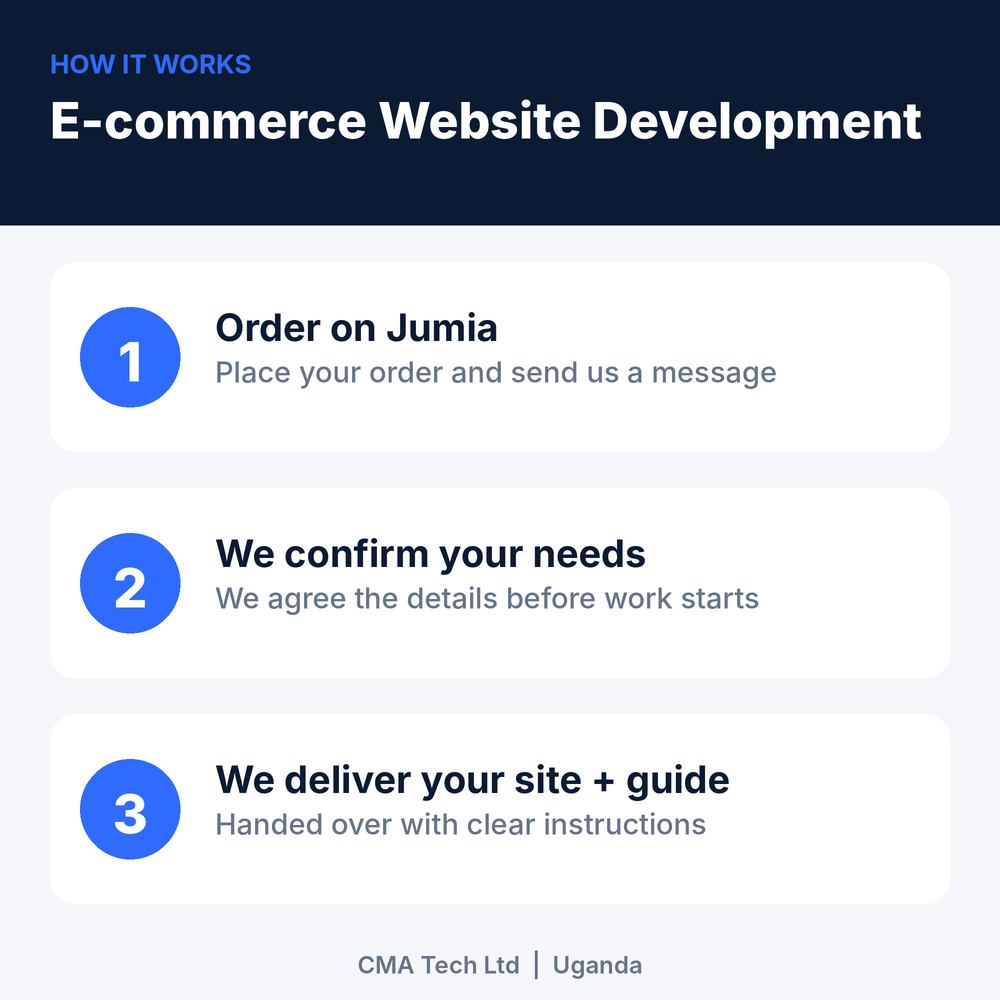 HOW IT WORKS
E-commerce Website Development
1
Order on Jumia
Place your order and send us a message
2
We confirm your needs
We agree the details before work starts
3
We deliver your site + guide
Handed over with clear instructions
CMA Tech Ltd | Uganda